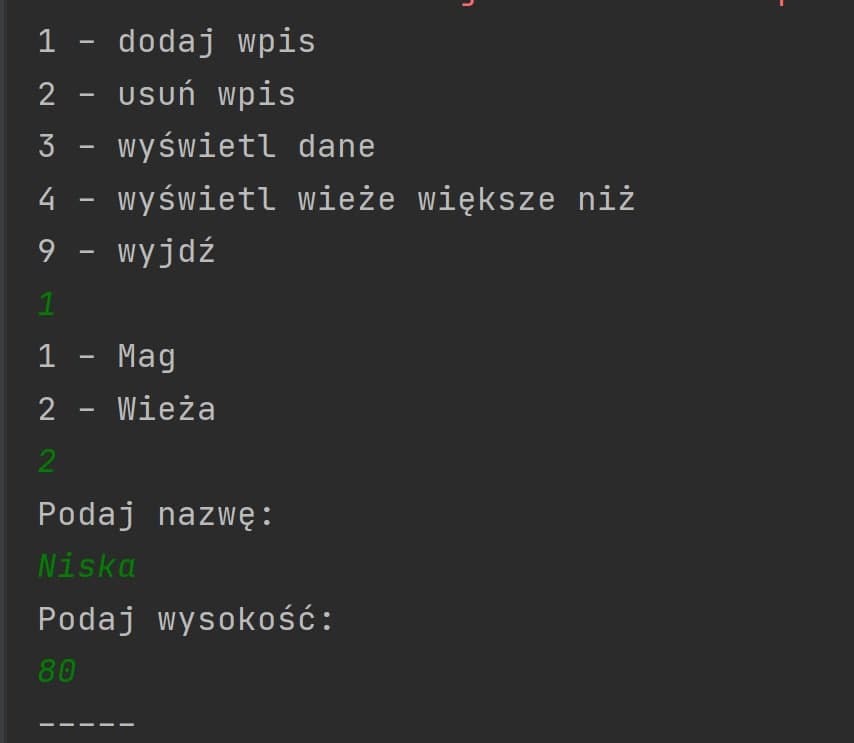 1 - dodaj wpis
2 - usuń wpis
3 - wyświetl dane
4 - wyświetl wieże większe niż
9 - wyjdź
1
1 - Mag
2 - Wieża
2
Podaj nazwę:
Niska
Podaj wysokość:
80
-----